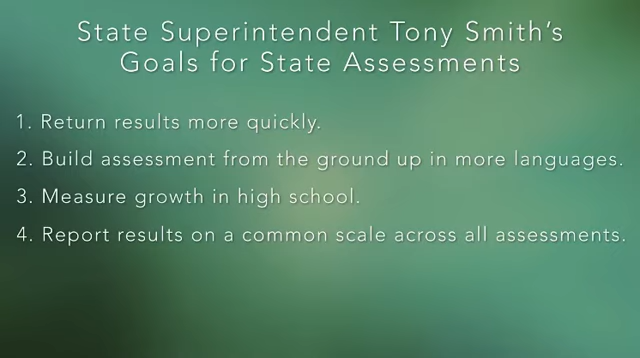 State Superintendent Tony Smith’s
Goals for State Assessments
1. Return results more quickly.
2. Build assessment from the ground up in more languages.
3. Measure growth in high school.
4. Report results on a common scale across all assessments.